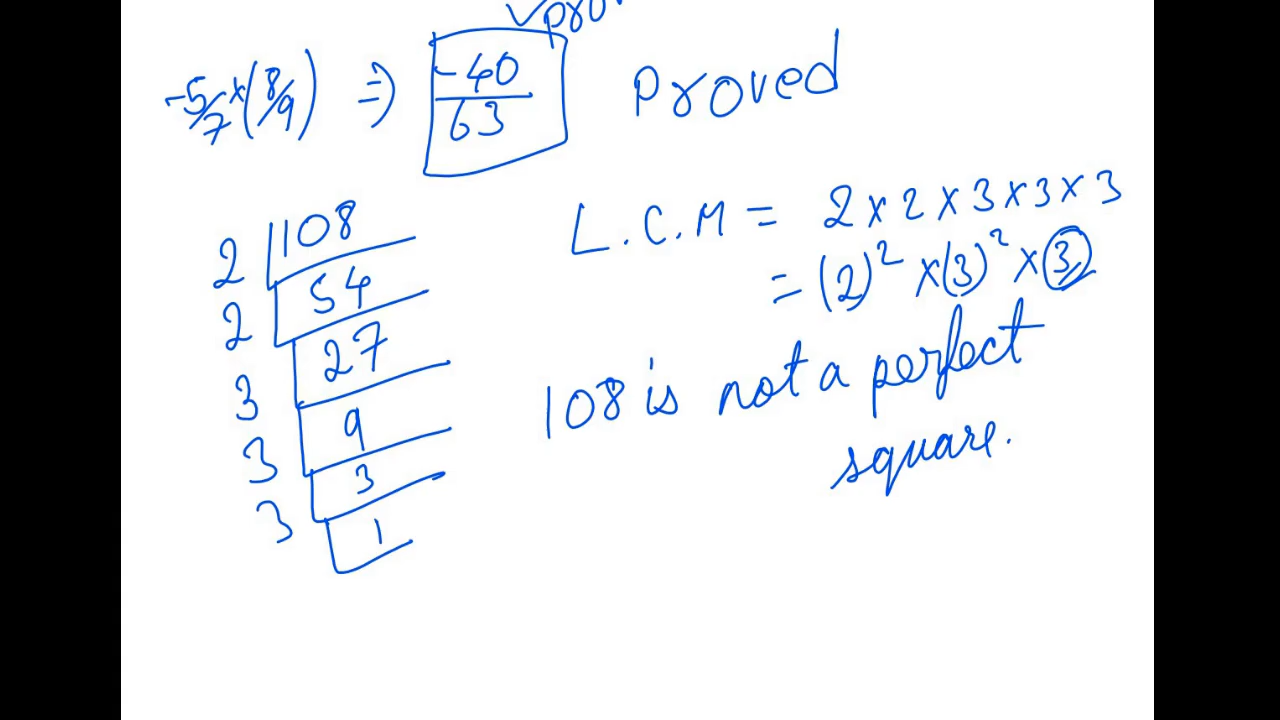 -5/7 × (8/9) ⇒ -40/63 Proved
2 | 108
2 | 54
3 | 27
3 | 9
3 | 3
1
L.C.M = 2 × 2 × 3 × 3 × 3
= (2)² × (3)² × 3
108 is not a perfect
square.